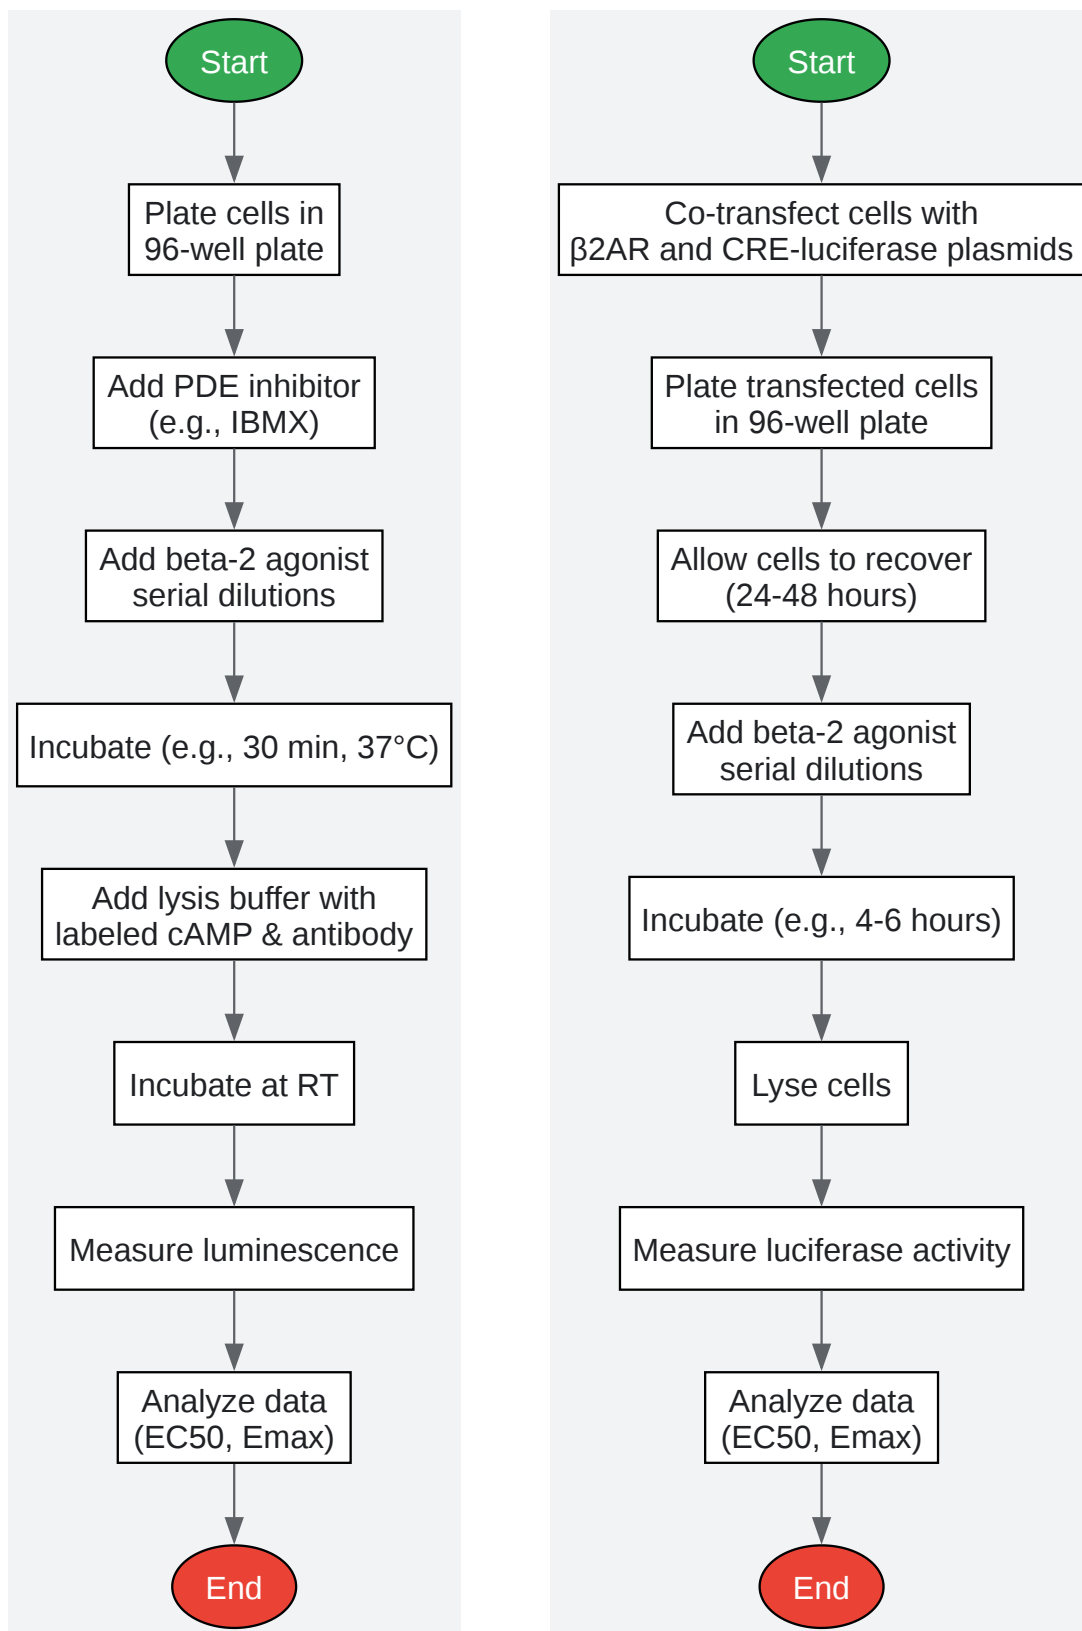 Start
Plate cells in
96-well plate
Add PDE inhibitor
(e.g., IBMX)
Add beta-2 agonist
serial dilutions
Incubate (e.g., 30 min, 37°C)
Add lysis buffer with
labeled cAMP & antibody
Incubate at RT
Measure luminescence
Analyze data
(EC50, Emax)
End
Start
Co-transfect cells with
β2AR and CRE-luciferase plasmids
Plate transfected cells
in 96-well plate
Allow cells to recover
(24-48 hours)
Add beta-2 agonist
serial dilutions
Incubate (e.g., 4-6 hours)
Lyse cells
Measure luciferase activity
Analyze data
(EC50, Emax)
End